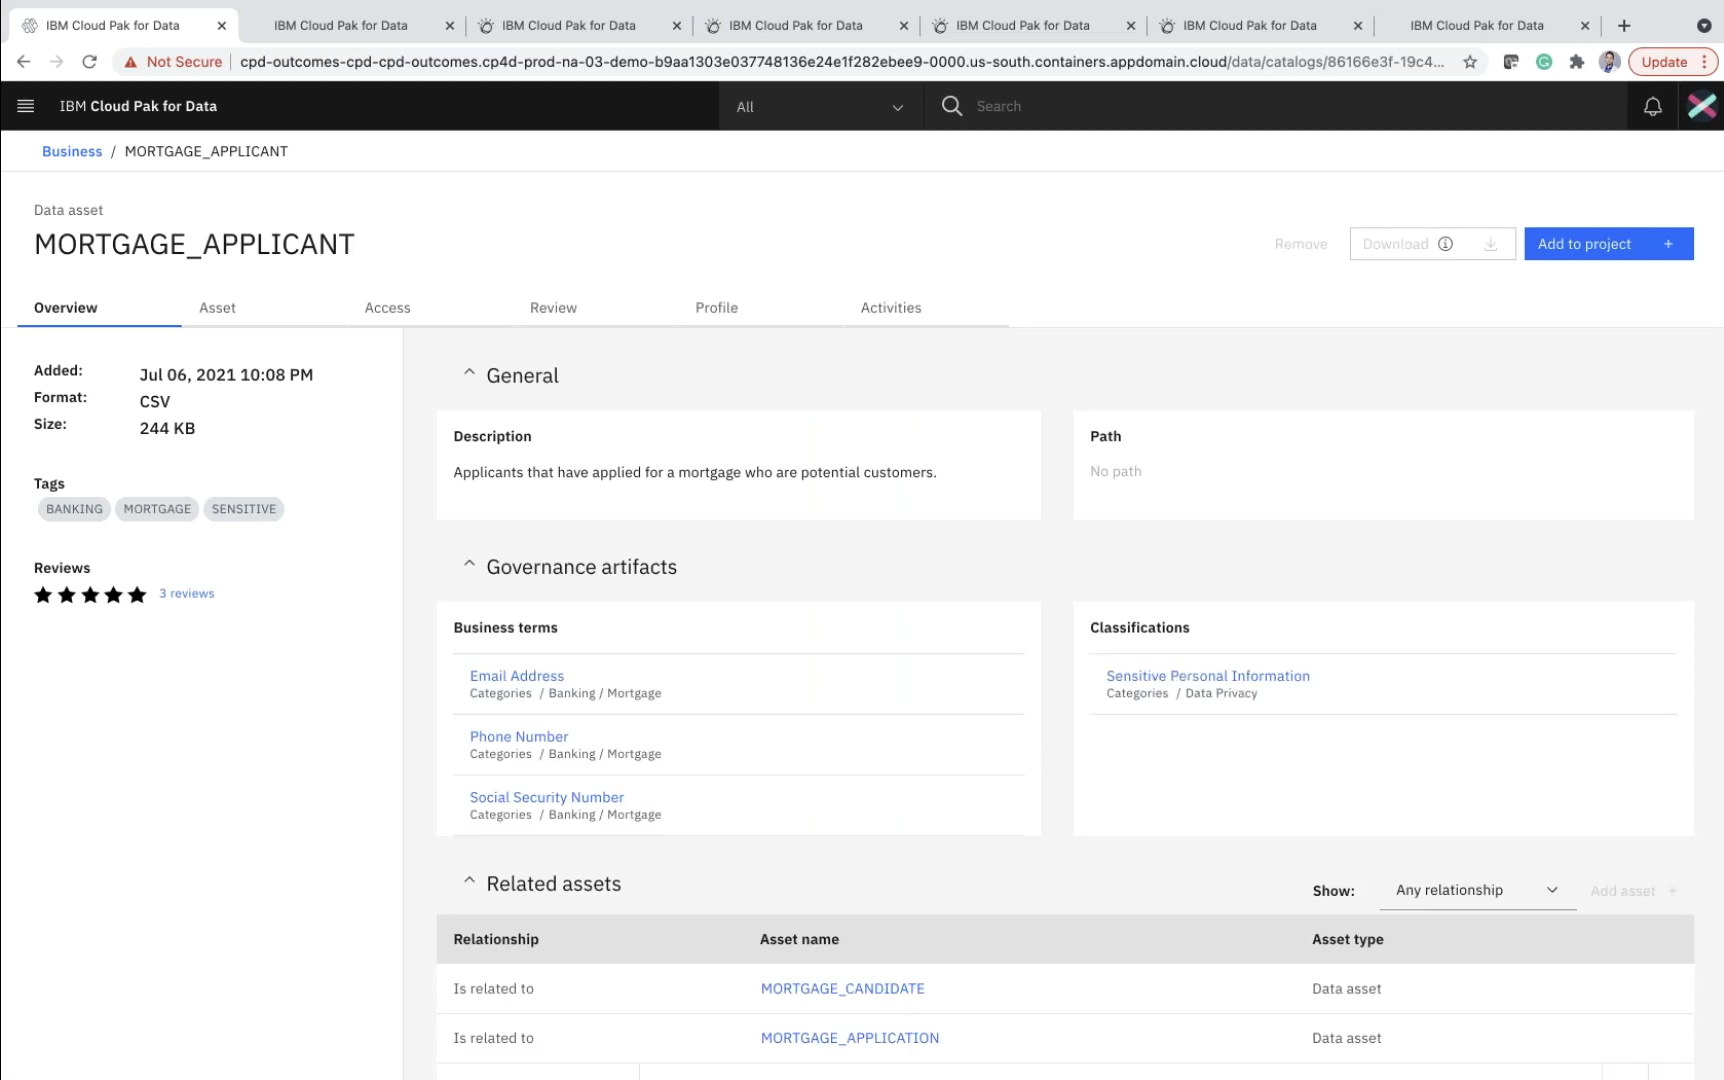 IBM Cloud Pak for Data
IBM Cloud Pak for Data
IBM Cloud Pak for Data
IBM Cloud Pak for Data
IBM Cloud Pak for Data
IBM Cloud Pak for Data
IBM Cloud Pak for Data
Not Secure
cpd-outcomes-cpd-cpd-outcomes.cp4d-prod-na-03-demo-b9aa1303e037748136e24e1f282ebee9-0000.us-south.containers.appdomain.cloud/data/catalogs/86166e3f-19c4...
Update
IBM Cloud Pak for Data
All
Search
Business / MORTGAGE_APPLICANT
Data asset
MORTGAGE_APPLICANT
Remove
Download
Add to project +
Overview
Asset
Access
Review
Profile
Activities
Added: Jul 06, 2021 10:08 PM
Format: CSV
Size: 244 KB
Tags
BANKING MORTGAGE SENSITIVE
Reviews
3 reviews
General
Description
Applicants that have applied for a mortgage who are potential customers.
Path
No path
Governance artifacts
Business terms
Email Address
Categories / Banking / Mortgage
Phone Number
Categories / Banking / Mortgage
Social Security Number
Categories / Banking / Mortgage
Classifications
Sensitive Personal Information
Categories / Data Privacy
Related assets
Show: Any relationship
Add asset +
Relationship Asset name Asset type
Is related to MORTGAGE_CANDIDATE Data asset
Is related to MORTGAGE_APPLICATION Data asset